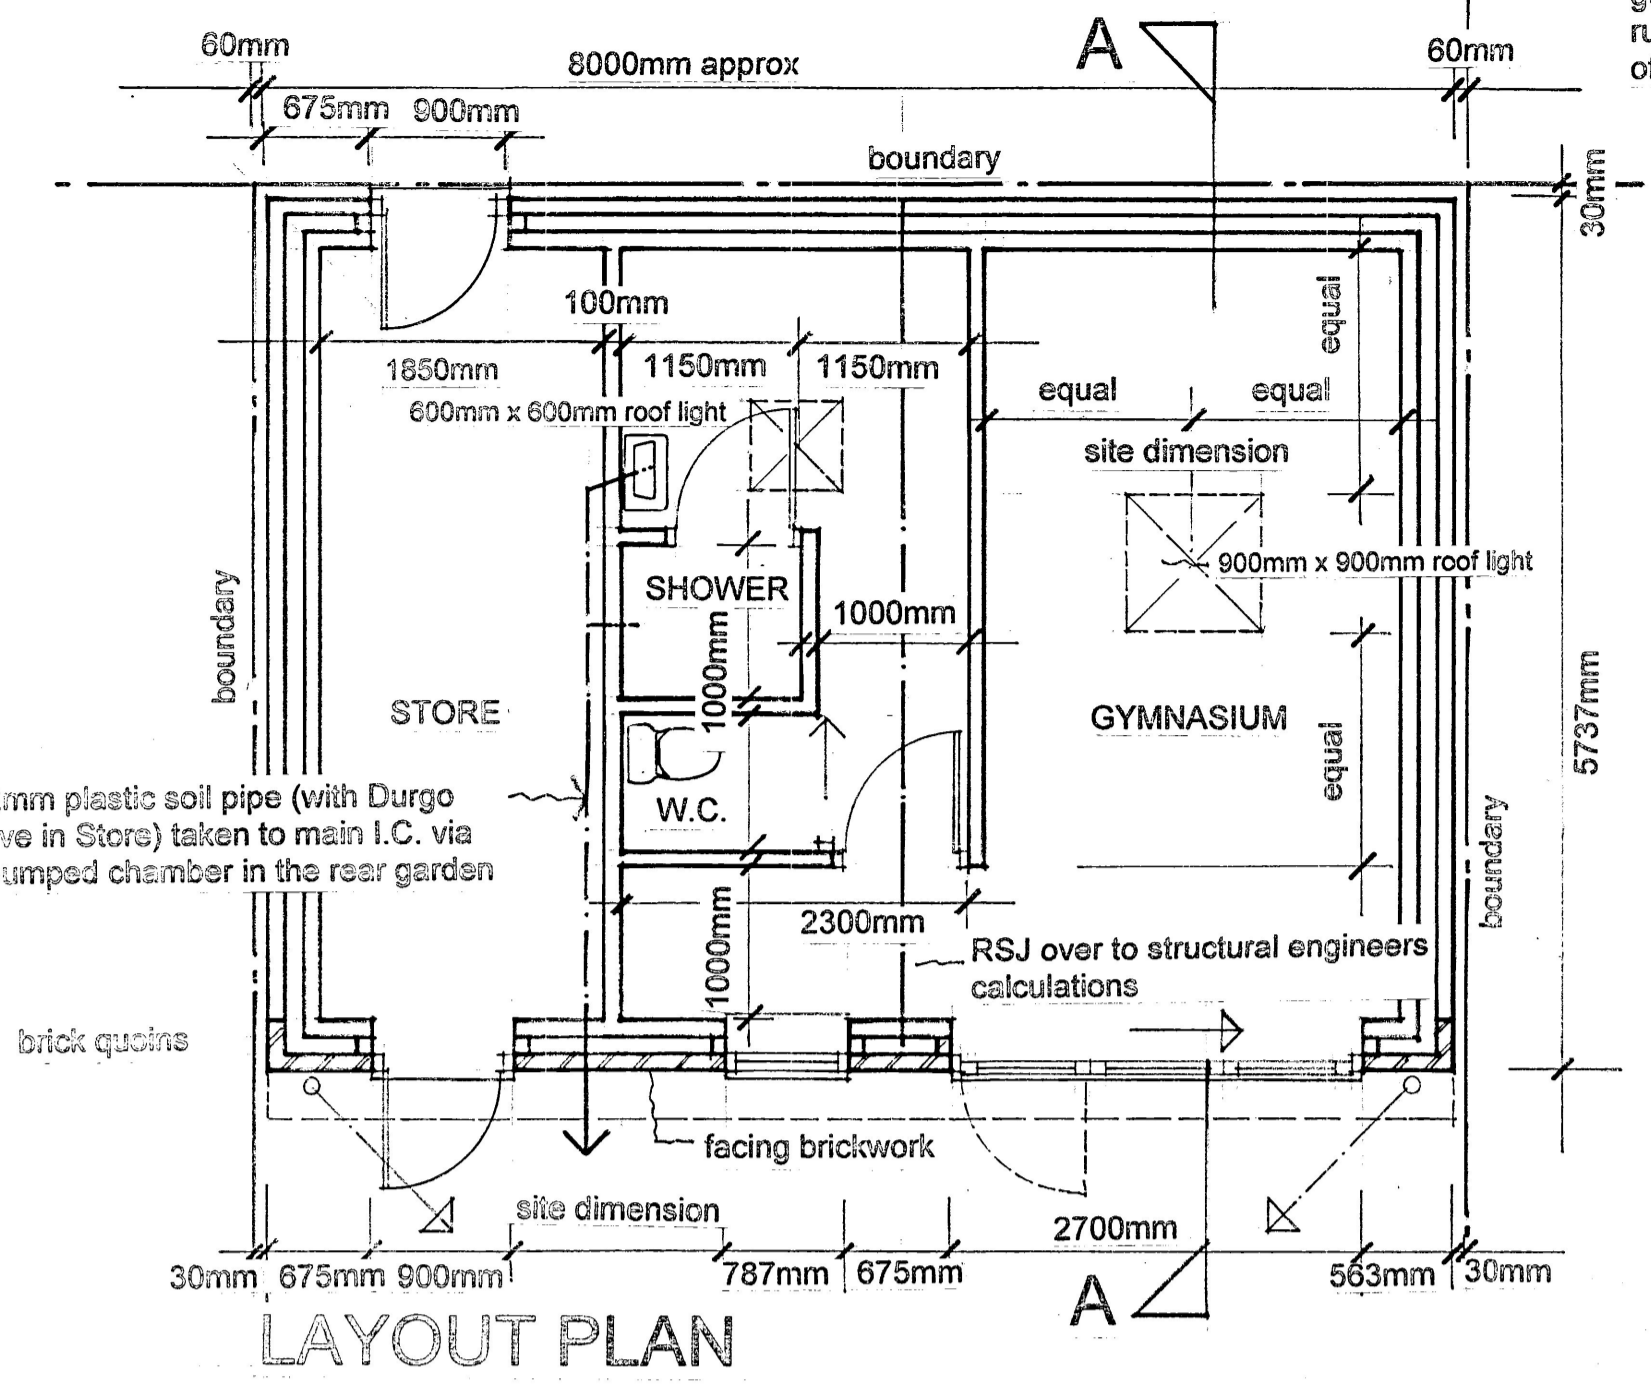 60mm
8000mm approx
A
60mm
675mm
900mm
boundary
30mm
100mm
1850mm
1150mm
1150mm
equal
equal
equal
600mm x 600mm roof light
site dimension
900mm x 900mm roof light
SHOWER
1000mm
1000mm
boundary
STORE
GYMNASIUM
5737mm
equal
mm plastic soil pipe (with Durgo
ve in Store) taken to main I.C. via
umped chamber in the rear garden
W.C.
boundary
2300mm
1000mm
RSJ over to structural engineers
calculations
brick quoins
facing brickwork
site dimension
2700mm
30mm
675mm
900mm
787mm
675mm
A
563mm
30mm
LAYOUT PLAN